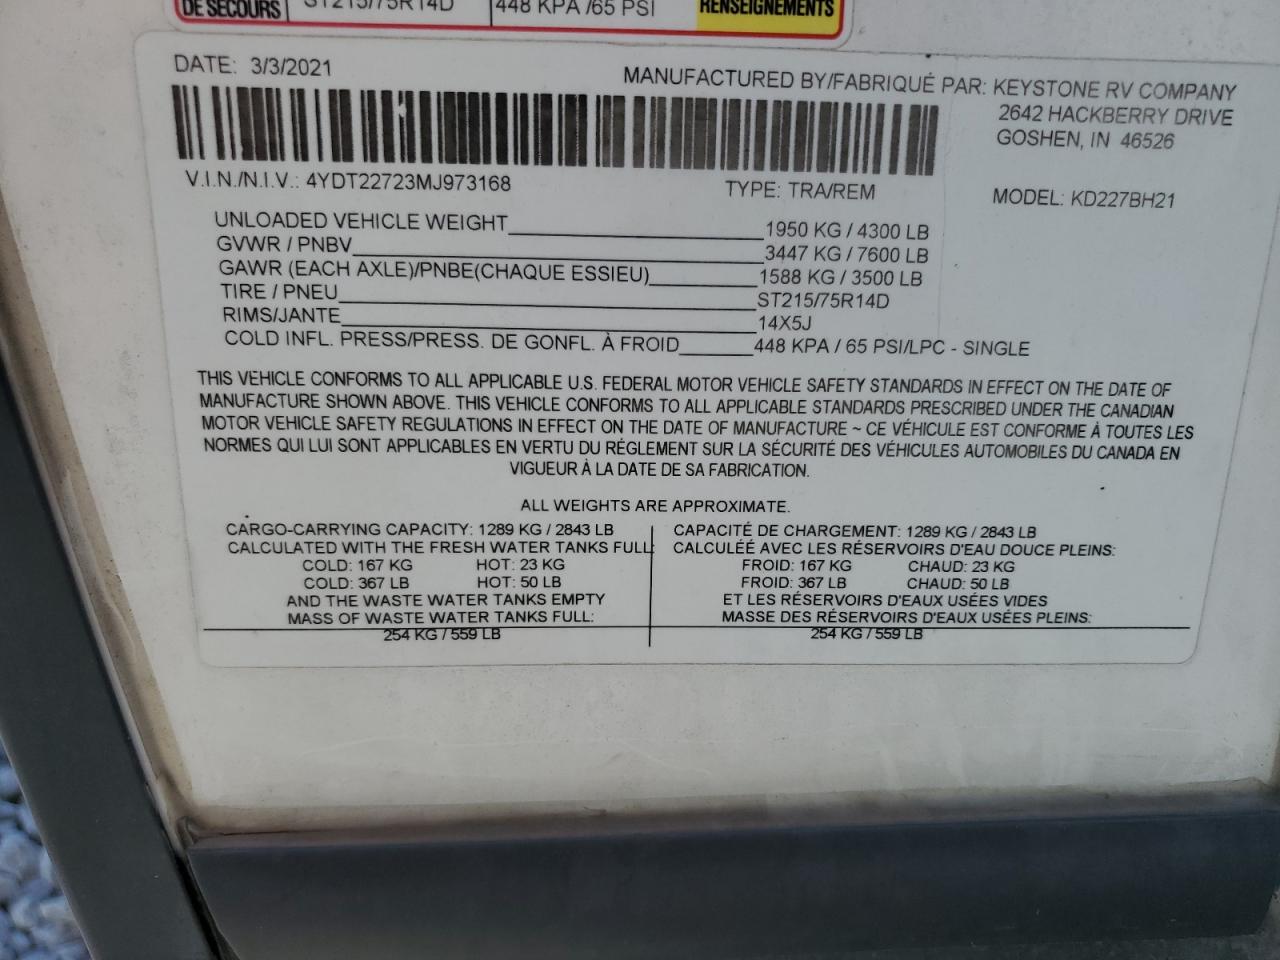 DE SECOURS ST215/75R14D 448 KPA /65 PSI RENSEIGNEMENTS
DATE: 3/3/2021
MANUFACTURED BY/FABRIQUÉ PAR: KEYSTONE RV COMPANY
2642 HACKBERRY DRIVE
GOSHEN, IN 46526
V.I.N./N.I.V.: 4YDT22723MJ973168 TYPE: TRA/REM MODEL: KD227BH21
UNLOADED VEHICLE WEIGHT 1950 KG / 4300 LB
GVWR / PNBV 3447 KG / 7600 LB
GAWR (EACH AXLE)/PNBE(CHAQUE ESSIEU) 1588 KG / 3500 LB
TIRE / PNEU ST215/75R14D
RIMS/JANTE 14X5J
COLD INFL. PRESS/PRESS. DE GONFL. À FROID 448 KPA / 65 PSI/LPC - SINGLE
THIS VEHICLE CONFORMS TO ALL APPLICABLE U.S. FEDERAL MOTOR VEHICLE SAFETY STANDARDS IN EFFECT ON THE DATE OF
MANUFACTURE SHOWN ABOVE. THIS VEHICLE CONFORMS TO ALL APPLICABLE STANDARDS PRESCRIBED UNDER THE CANADIAN
MOTOR VEHICLE SAFETY REGULATIONS IN EFFECT ON THE DATE OF MANUFACTURE ~ CE VÉHICULE EST CONFORME À TOUTES LES
NORMES QUI LUI SONT APPLICABLES EN VERTU DU RÉGLEMENT SUR LA SÉCURITÉ DES VÉHICULES AUTOMOBILES DU CANADA EN
VIGUEUR À LA DATE DE SA FABRICATION.
ALL WEIGHTS ARE APPROXIMATE.
CARGO-CARRYING CAPACITY: 1289 KG / 2843 LB
CALCULATED WITH THE FRESH WATER TANKS FULL:
COLD: 167 KG HOT: 23 KG
COLD: 367 LB HOT: 50 LB
AND THE WASTE WATER TANKS EMPTY
MASS OF WASTE WATER TANKS FULL:
254 KG / 559 LB
CAPACITÉ DE CHARGEMENT: 1289 KG / 2843 LB
CALCULÉE AVEC LES RÉSERVOIRS D'EAU DOUCE PLEINS:
FROID: 167 KG CHAUD: 23 KG
FROID: 367 LB CHAUD: 50 LB
ET LES RÉSERVOIRS D'EAUX USÉES VIDES
MASSE DES RÉSERVOIRS D'EAUX USÉES PLEINS:
254 KG / 559 LB